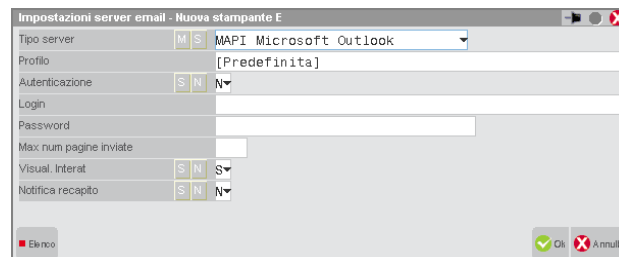 Impostazioni server email - Nuova stampante E
Tipo server M S MAPI Microsoft Outlook
Profilo [Predefinita]
Autenticazione S N N
Login
Password
Max num pagine inviate
Visual. Interat S N S
Notifica recapito S N N
Elenco Ok Annull